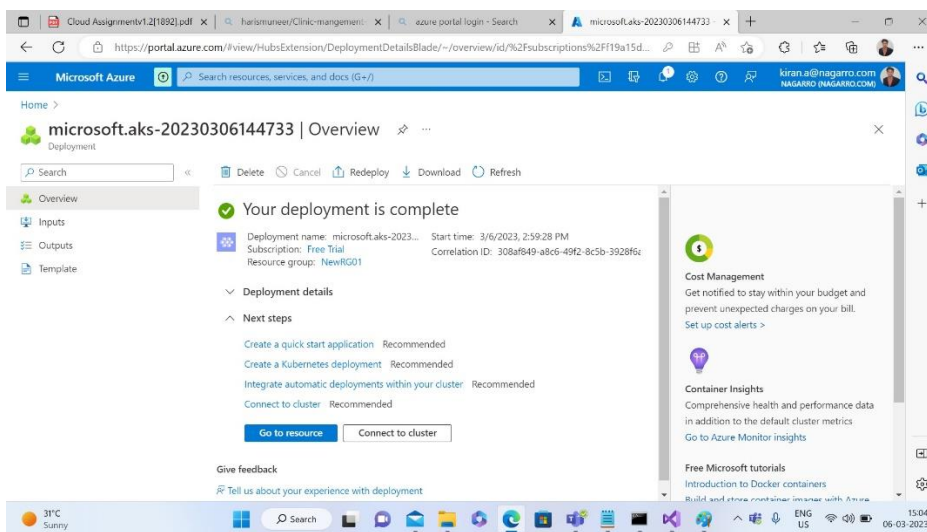 Cloud Assignmentv1.2[1892].pdf
harismuneer/Clinic-mangement
azure portal login - Search
microsoft.aks-20230306144733 -
https://portal.azure.com/#view/HubsExtension/DeploymentDetailsBlade/~/overview/id/%2Fsubscriptions%2Ff19a15d...
Microsoft Azure
Search resources, services, and docs (G+/)
kiran.a@nagarro.com
NAGARRO (NAGARRO.COM)
Home >
microsoft.aks-20230306144733 | Overview
Deployment
Search
Delete Cancel Redeploy Download Refresh
Overview
Inputs
Outputs
Template
Your deployment is complete
Deployment name: microsoft.aks-2023... Start time: 3/6/2023, 2:59:28 PM
Subscription: Free Trial Correlation ID: 308af849-a8c6-49f2-8c5b-3928f6a
Resource group: NewRG01
Deployment details
Next steps
Create a quick start application Recommended
Create a Kubernetes deployment Recommended
Integrate automatic deployments within your cluster Recommended
Connect to cluster Recommended
Go to resource Connect to cluster
Give feedback
Tell us about your experience with deployment
Cost Management
Get notified to stay within your budget and
prevent unexpected charges on your bill.
Set up cost alerts >
Container Insights
Comprehensive health and performance data
in addition to the default cluster metrics
Go to Azure Monitor insights
Free Microsoft tutorials
Introduction to Docker containers
Build and store container images with Azure
31°C
Sunny
Search
ENG
US
15:04
06-03-2023